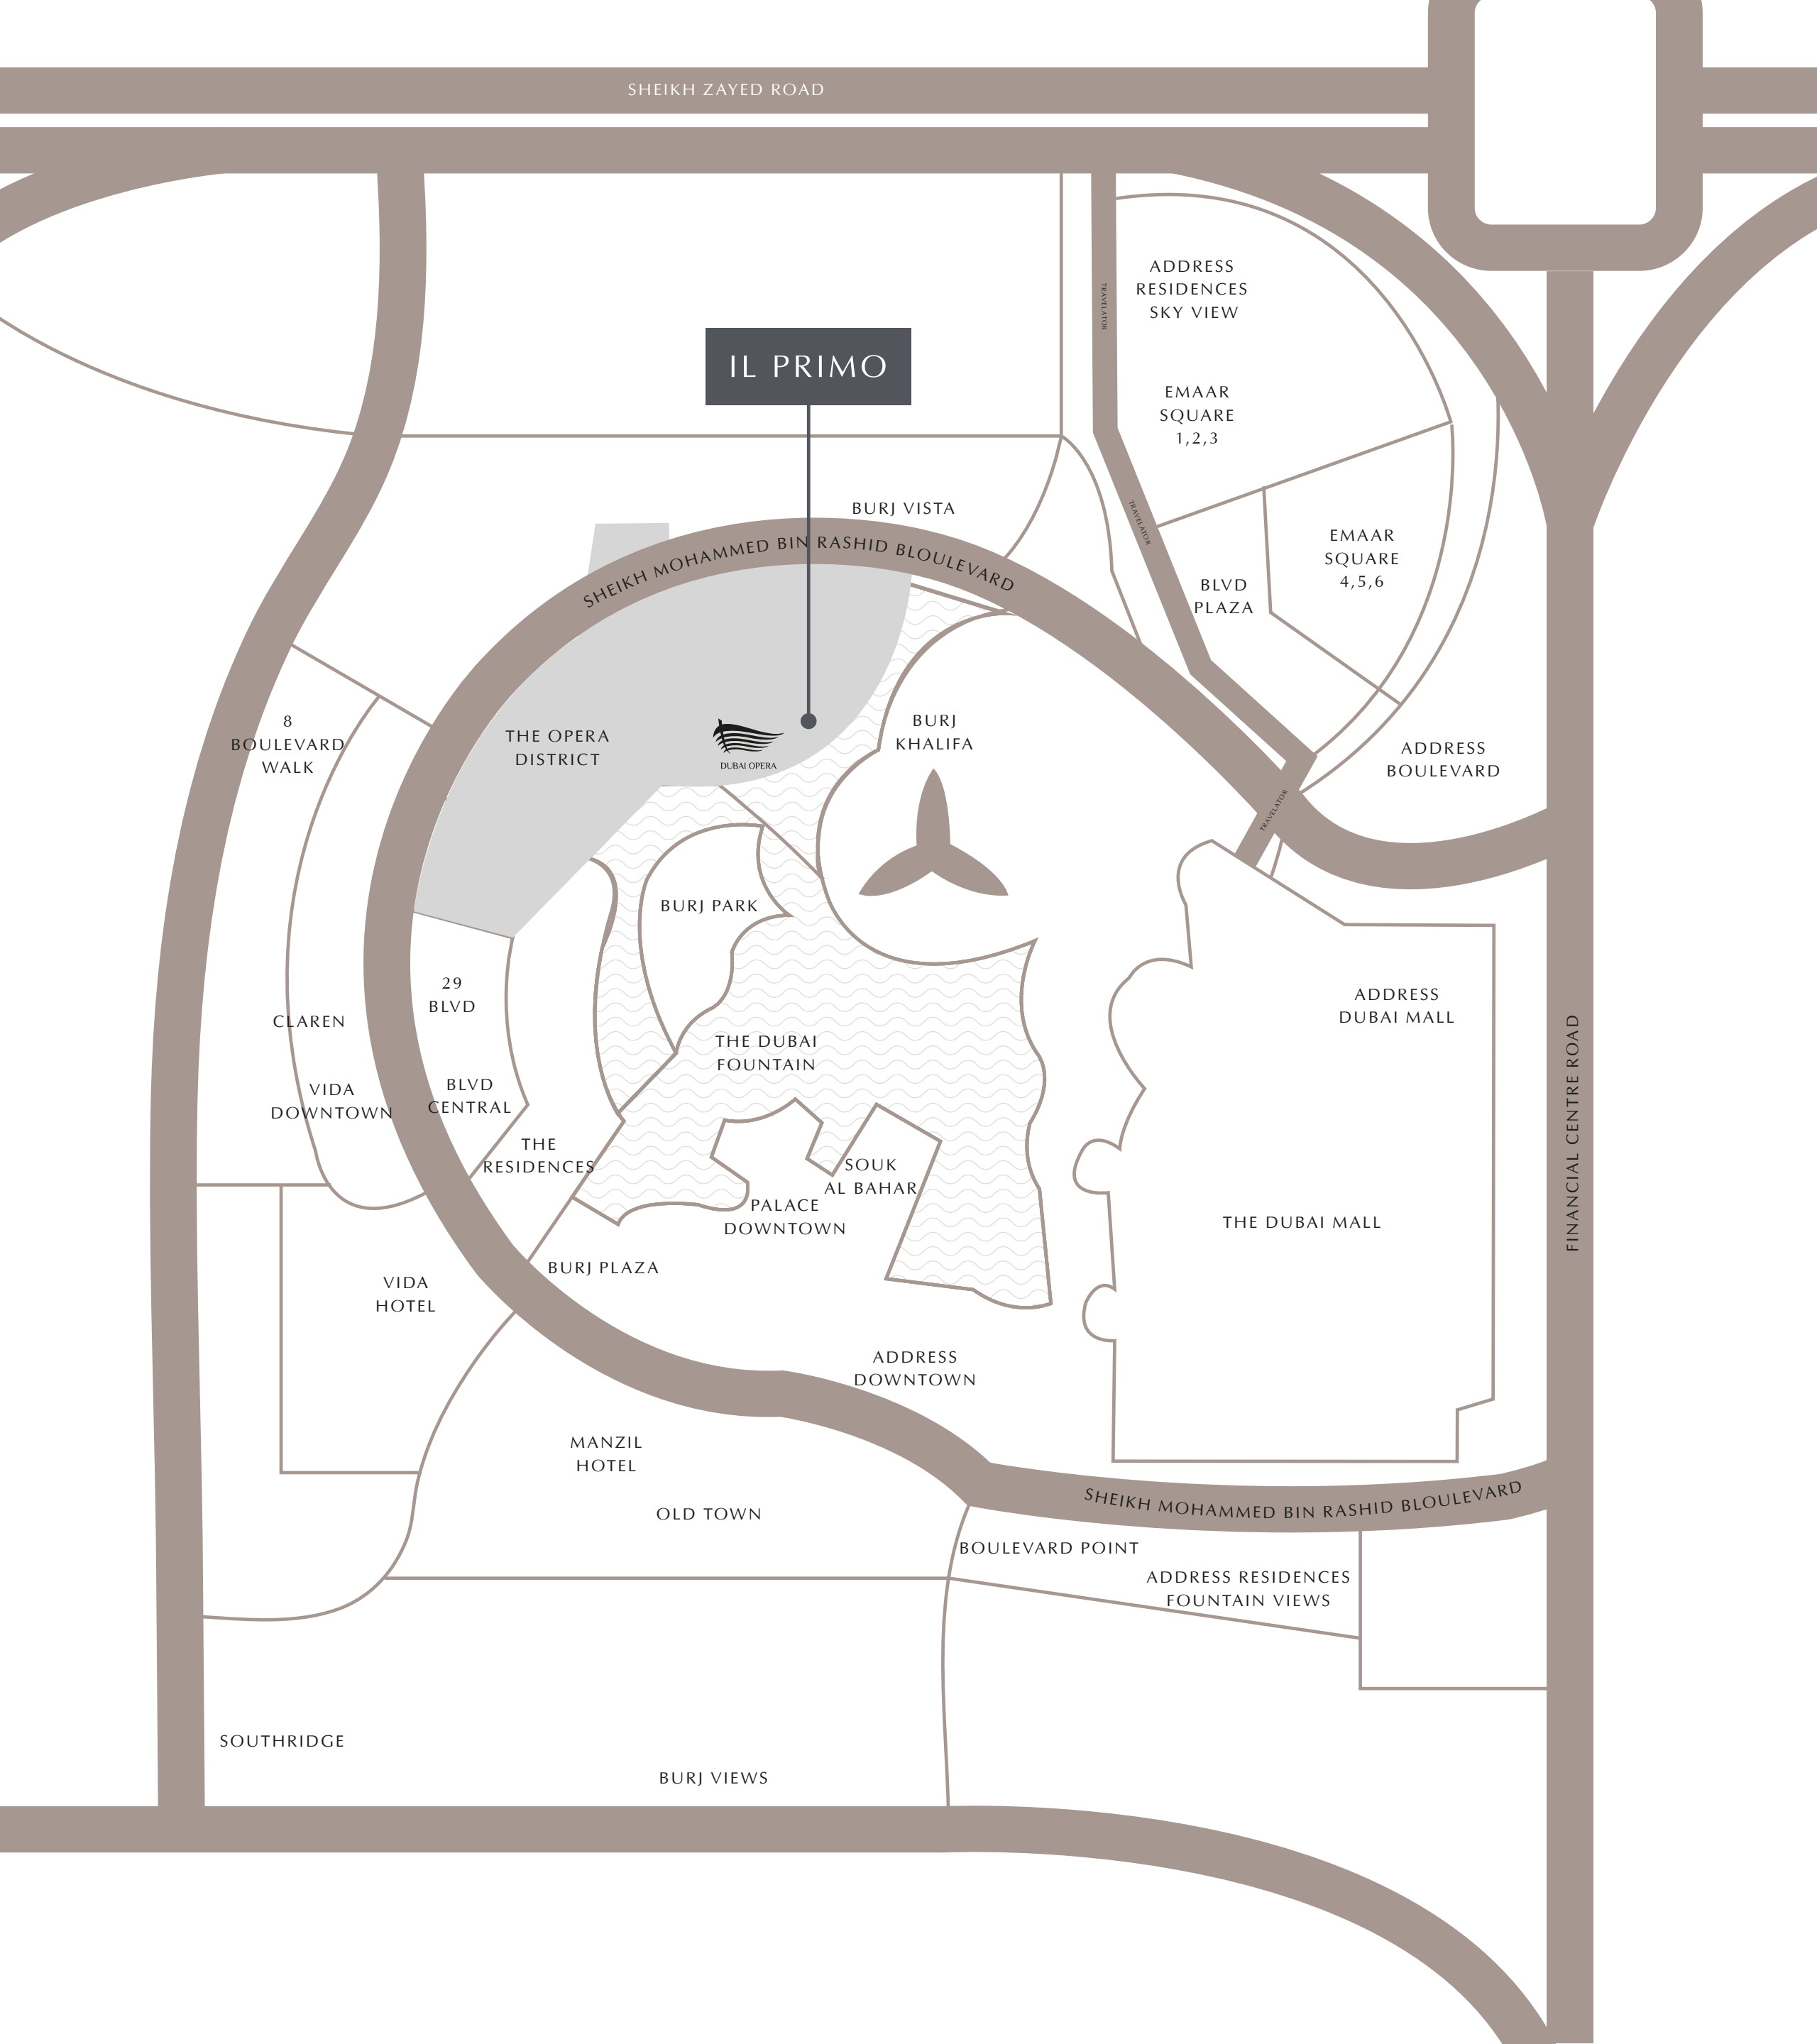 SHEIKH ZAYED ROAD
ADDRESS
RESIDENCES
SKY VIEW
TRAVELATOR
IL PRIMO
EMAAR
SQUARE
1,2,3
BURJ VISTA
TRAVELATOR
SHEIKH MOHAMMED BIN RASHID BLOULEVARD
EMAAR
SQUARE
4,5,6
BLVD
PLAZA
8
BOULEVARD
WALK
THE OPERA
DISTRICT
DUBAI OPERA
BURJ
KHALIFA
ADDRESS
BOULEVARD
TRAVELATOR
BURJ PARK
29
BLVD
ADDRESS
DUBAI MALL
CLAREN
THE DUBAI
FOUNTAIN
VIDA
DOWNTOWN
BLVD
CENTRAL
THE
RESIDENCES
SOUK
AL BAHAR
PALACE
DOWNTOWN
THE DUBAI MALL
FINANCIAL CENTRE ROAD
BURJ PLAZA
VIDA
HOTEL
ADDRESS
DOWNTOWN
MANZIL
HOTEL
OLD TOWN
SHEIKH MOHAMMED BIN RASHID BLOULEVARD
BOULEVARD POINT
ADDRESS RESIDENCES
FOUNTAIN VIEWS
SOUTHRIDGE
BURJ VIEWS